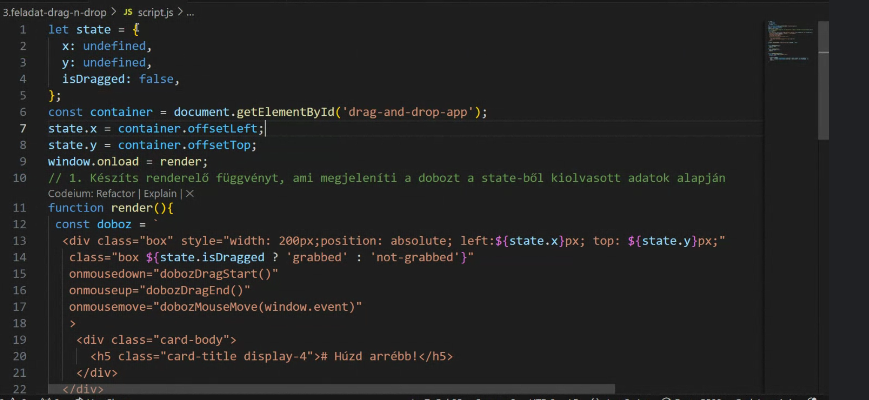 3.feladat-drag-n-drop > JS script.js > ...
1 let state = {
2 x: undefined,
3 y: undefined,
4 isDragged: false,
5 };
6 const container = document.getElementById('drag-and-drop-app');
7 state.x = container.offsetLeft;
8 state.y = container.offsetTop;
9 window.onload = render;
10 // 1. Készíts renderelő függvényt, ami megjeleníti a dobozt a state-ből kiolvasott adatok alapján
Codeium: Refactor | Explain | ×
11 function render(){
12 const doboz = `
13 <div class="box" style="width: 200px;position: absolute; left:${state.x}px; top: ${state.y}px;"
14 class="box ${state.isDragged ? 'grabbed' : 'not-grabbed'}"
15 onmousedown="dobozDragStart()"
16 onmouseup="dobozDragEnd()"
17 onmousemove="dobozMouseMove(window.event)"
18 >
19 <div class="card-body">
20 <h5 class="card-title display-4"># Húzd arrébb!</h5>
21 </div>
22 </div>